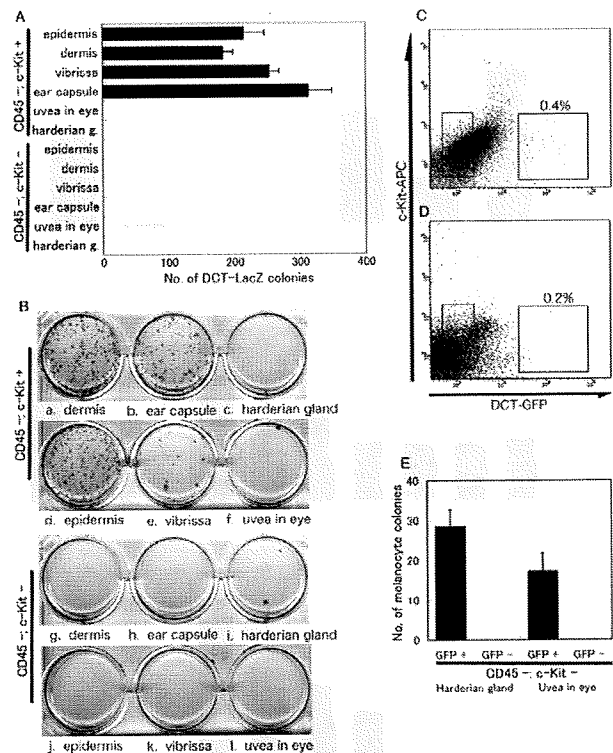 A
CD45 -; c-Kit +
epidermis
dermis
vibrissa
ear capsule
uvea in eye
harderian g.
CD45 -; c-Kit -
epidermis
dermis
vibrissa
ear capsule
uvea in eye
harderian g.
0 100 200 300 400
No. of DCT-LacZ colonies
B
CD45 -; c-Kit +
a. dermis b. ear capsule c. harderian gland
d. epidermis e. vibrissa f. uvea in eye
CD45 -; c-Kit -
g. dermis h. ear capsule i. harderian gland
j. epidermis k. vibrissa l. uvea in eye
C
0.4%
c-Kit-APC
D
0.2%
DCT-GFP
E
No. of melanocyte colonies
40
30
20
10
0
GFP + GFP - GFP + GFP -
CD45 -; c-Kit -
Harderian gland Uvea in eye